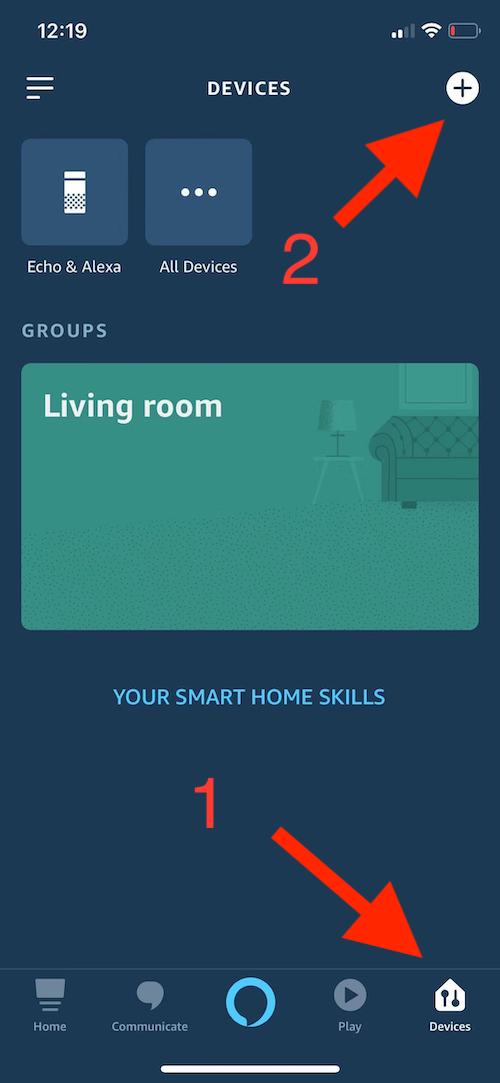 12:19
DEVICES
Echo & Alexa
All Devices
2
GROUPS
Living room
YOUR SMART HOME SKILLS
1
Home
Communicate
Play
Devices